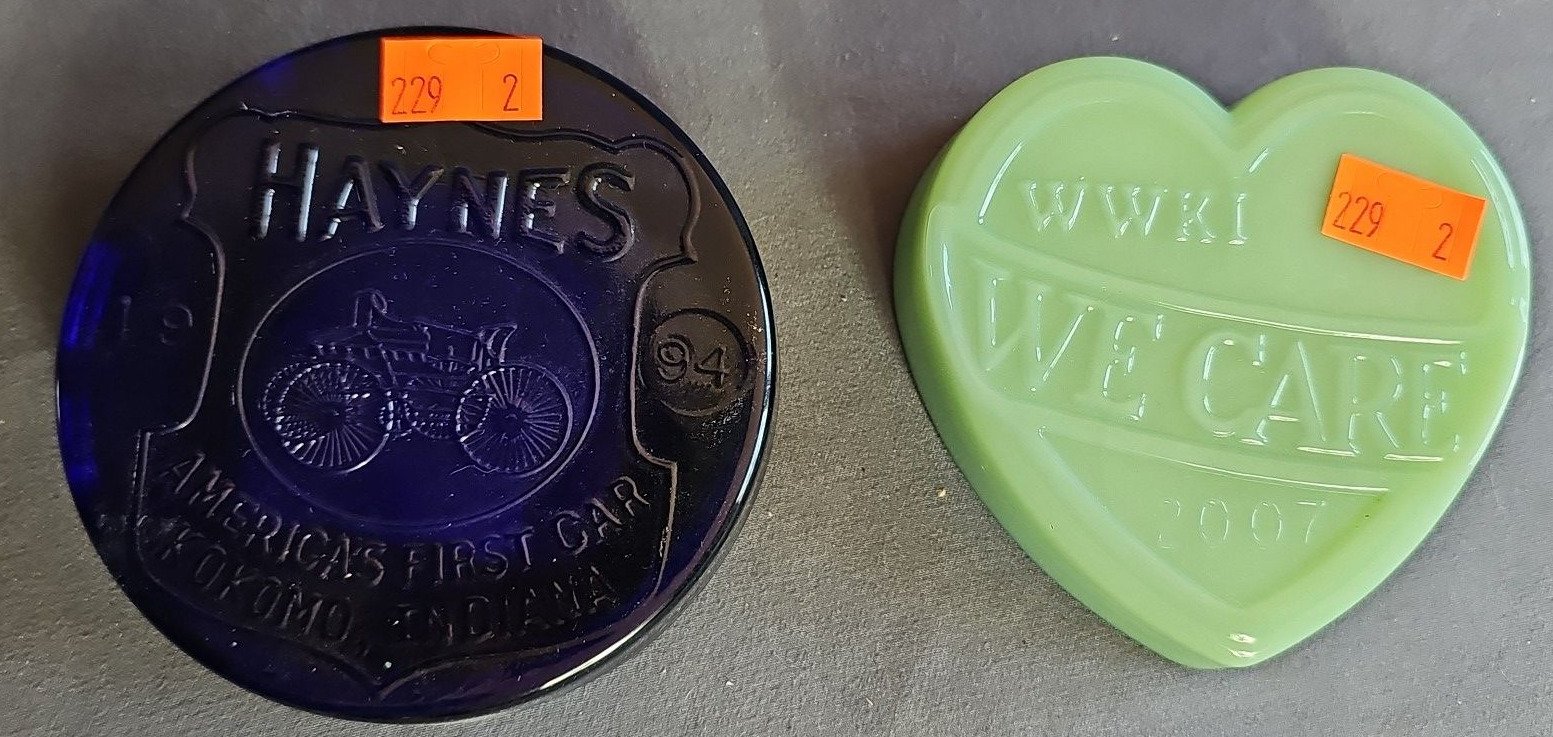 229 2
HAYNES
19 94
AMERICA'S FIRST CAR
KOKOMO, INDIANA
229 2
WWKI
WE CARE
2007